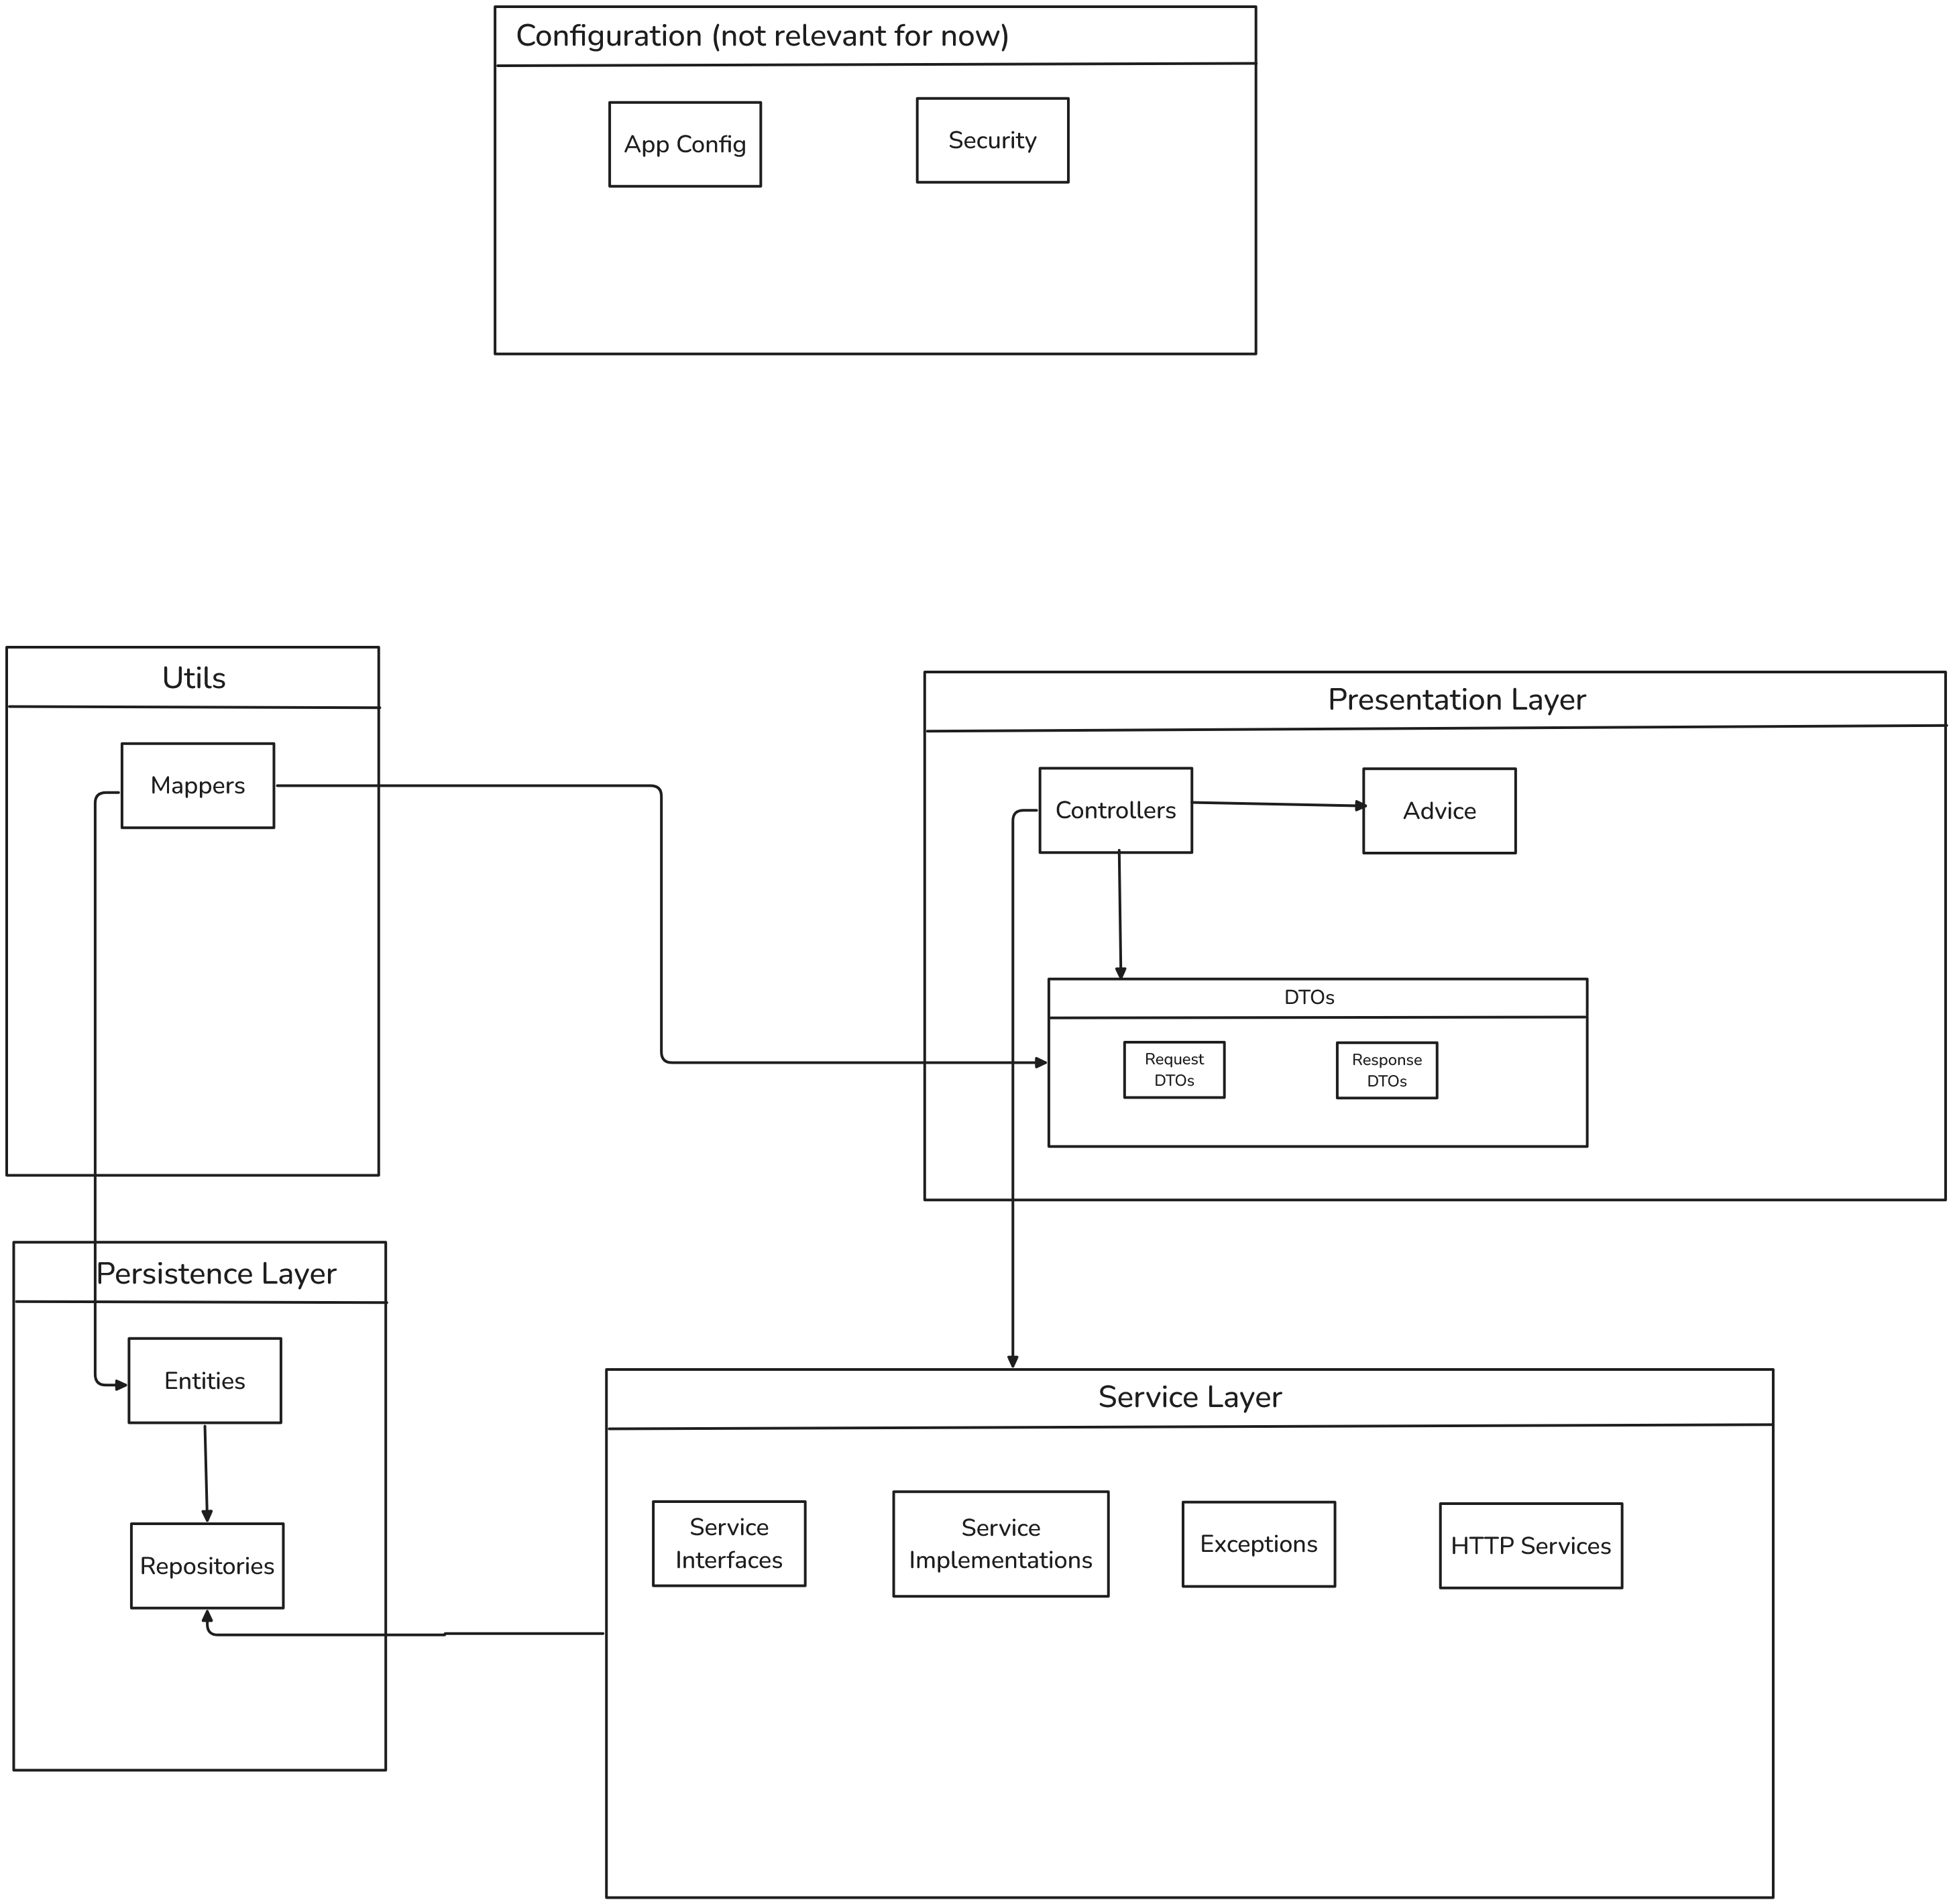 Configuration (not relevant for now)
App Config
Security
Utils
Mappers
Presentation Layer
Controllers
Advice
DTOs
Request
DTOs
Response
DTOs
Persistence Layer
Entities
Repositories
Service Layer
Service
Interfaces
Service
Implementations
Exceptions
HTTP Services